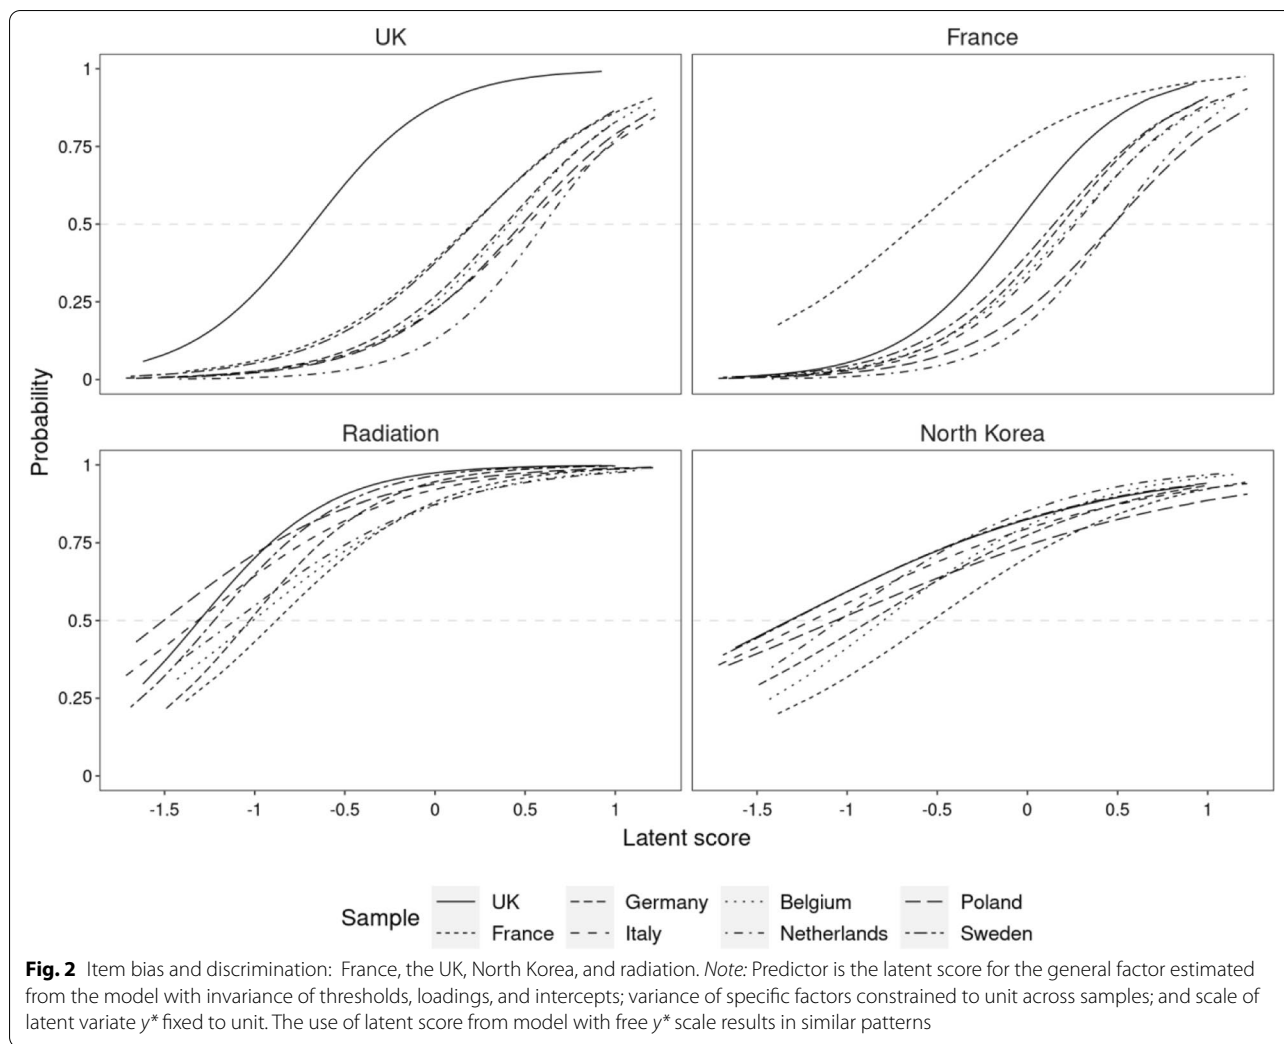 UK
France
1
0.75
0.5
0.25
0
Probability
Radiation
North Korea
1
0.75
0.5
0.25
0
-1.5 -1 -0.5 0 0.5 1
-1.5 -1 -0.5 0 0.5 1
Latent score
Sample
UK Germany Belgium Poland
France Italy Netherlands Sweden
Fig. 2 Item bias and discrimination: France, the UK, North Korea, and radiation. Note: Predictor is the latent score for the general factor estimated
from the model with invariance of thresholds, loadings, and intercepts; variance of specific factors constrained to unit across samples; and scale of
latent variate y* fixed to unit. The use of latent score from model with free y* scale results in similar patterns